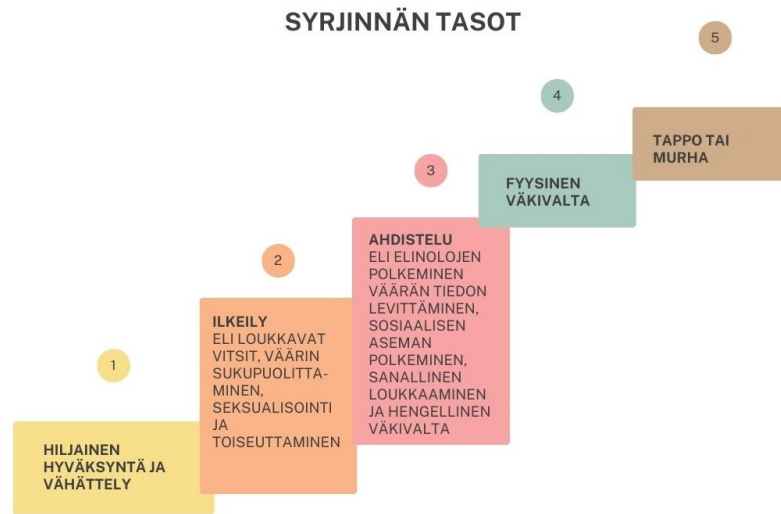 SYRJINNÄN TASOT
1
HILJAINEN
HYVÄKSYNTÄ JA
VÄHÄTTELY
2
ILKEILY
ELI LOUKKAVAT
VITSIT, VÄÄRIN
SUKUPUOLITTA-
MINEN,
SEKSUALISOINTI
JA
TOISEUTTAMINEN
3
AHDISTELU
ELI ELINOLOJEN
POLKEMINEN
VÄÄRÄN TIEDON
LEVITTÄMINEN,
SOSIAALISEN
ASEMAN
POLKEMINEN,
SANALLINEN
LOUKKAAMINEN
JA HENGELLINEN
VÄKIVALTA
4
FYYSINEN
VÄKIVALTA
5
TAPPO TAI
MURHA